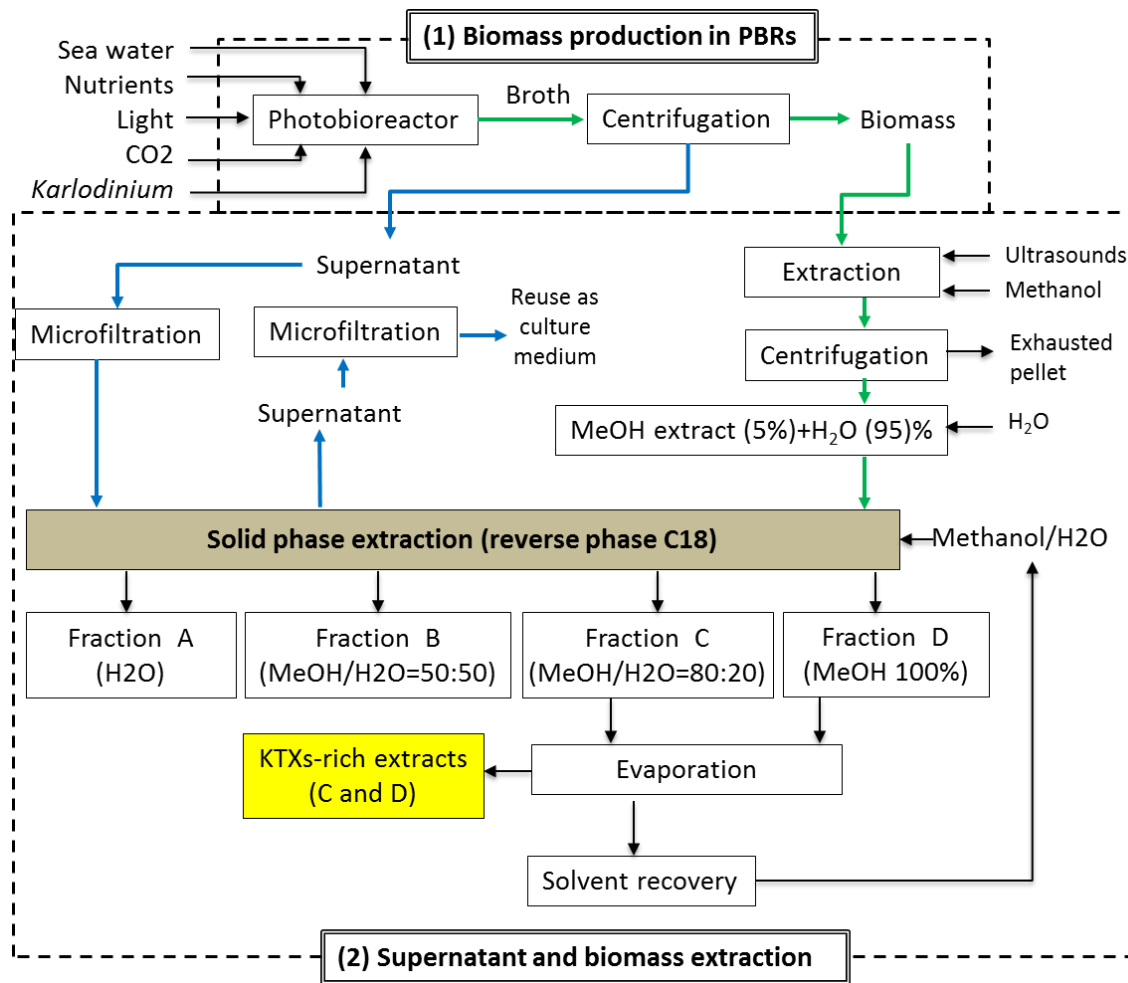 (1) Biomass production in PBRs
Sea water
Nutrients
Light
CO2
Karlodinium
Photobioreactor
Broth
Centrifugation
Biomass
Supernatant
Microfiltration
Microfiltration
Reuse as
culture
medium
Supernatant
Extraction
Ultrasounds
Methanol
Centrifugation
Exhausted
pellet
MeOH extract (5%)+H₂O (95)%
H₂O
Solid phase extraction (reverse phase C18)
Methanol/H2O
Fraction A
(H2O)
Fraction B
(MeOH/H2O=50:50)
Fraction C
(MeOH/H2O=80:20)
Fraction D
(MeOH 100%)
KTXs-rich extracts
(C and D)
Evaporation
Solvent recovery
(2) Supernatant and biomass extraction